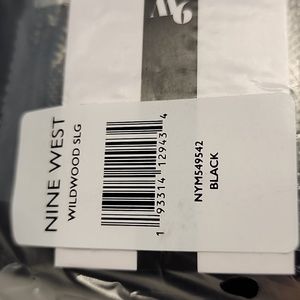 NINE WEST
WILDWOOD SLG
1 93314 12943 4
NYM549542
BLACK